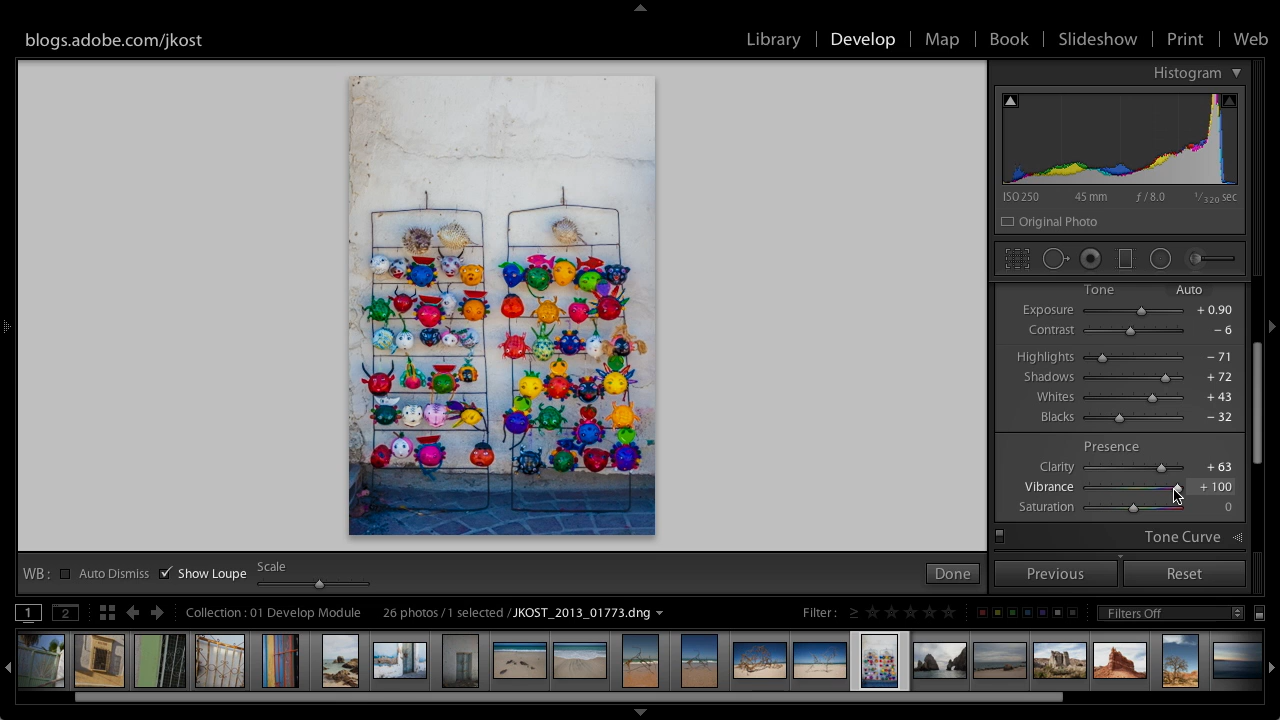 blogs.adobe.com/jkost
Library | Develop | Map | Book | Slideshow | Print | Web
Histogram
ISO 250 45 mm ƒ / 8.0 1/320 sec
Original Photo
Tone Auto
Exposure + 0.90
Contrast − 6
Highlights − 71
Shadows + 72
Whites + 43
Blacks − 32
Presence
Clarity + 63
Vibrance + 100
Saturation 0
Tone Curve
WB : Auto Dismiss Show Loupe Scale Done
Previous Reset
1 2 Collection : 01 Develop Module 26 photos / 1 selected / JKOST_2013_01773.dng Filter : ≥ Filters Off